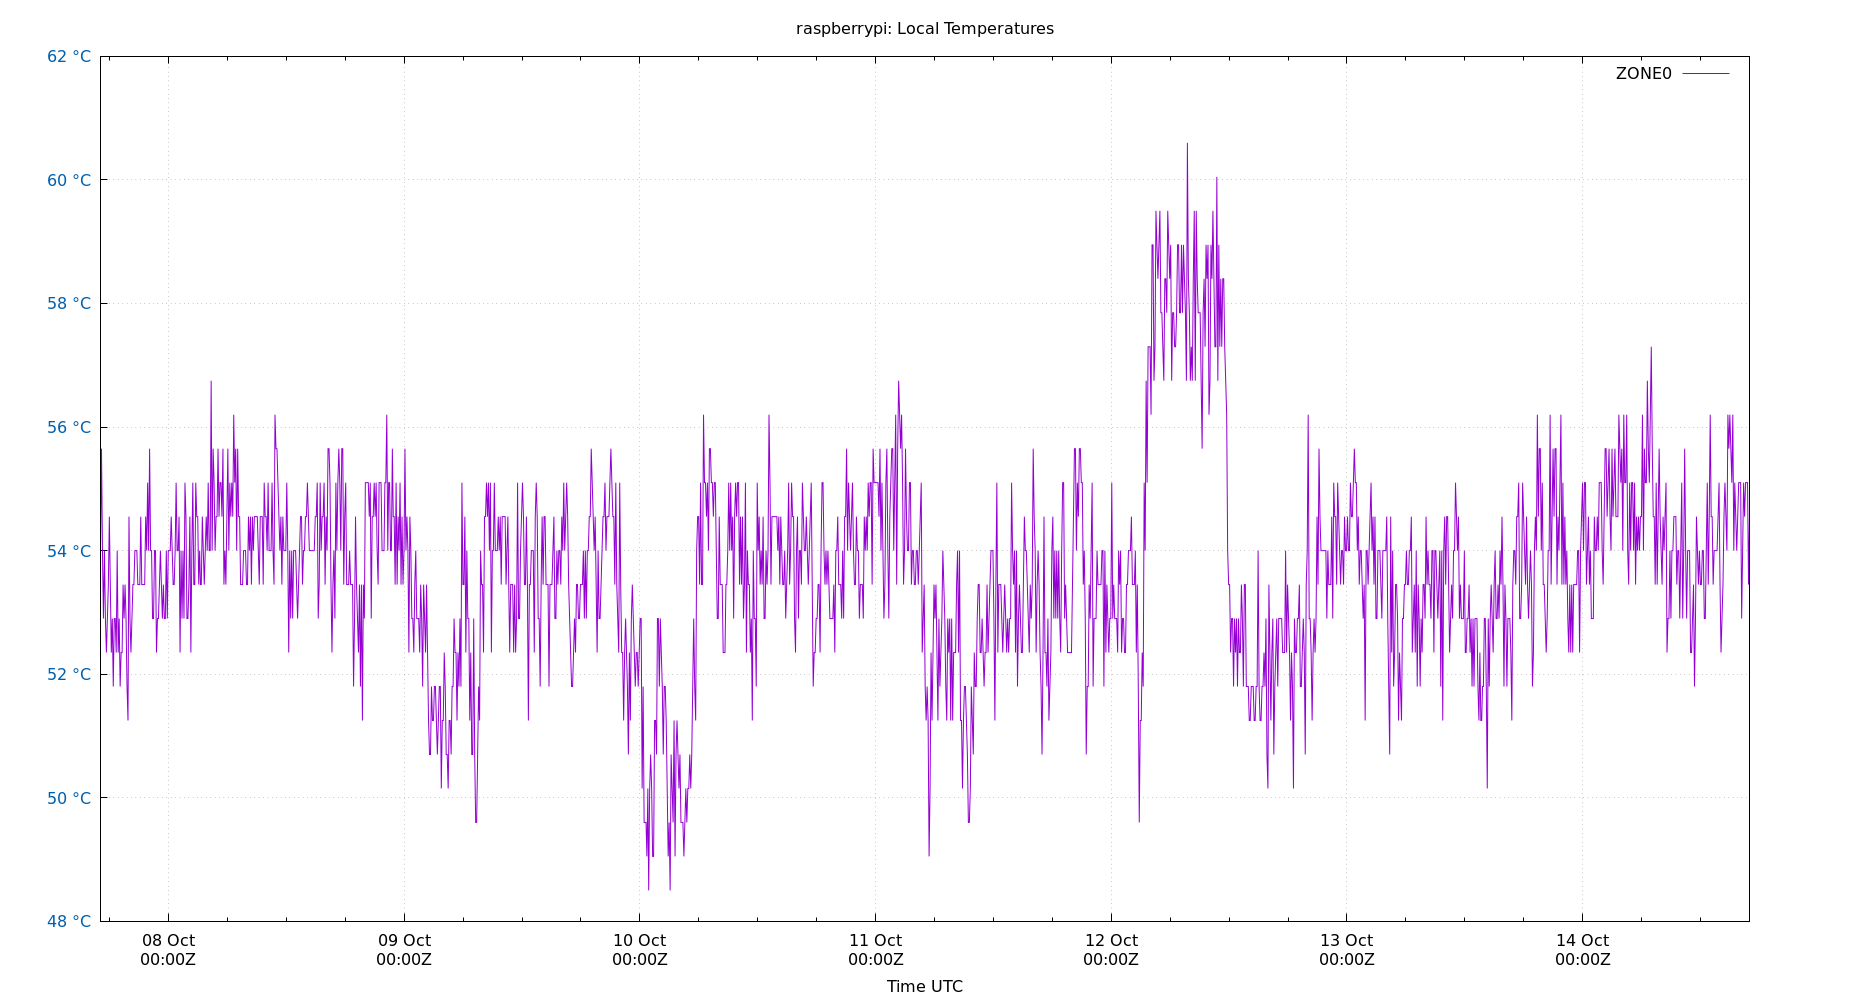 raspberrypi: Local Temperatures
62 °C
ZONE0
60 °C
58 °C
56 °C
54 °C
52 °C
50 °C
48 °C
08 Oct 09 Oct 10 Oct 11 Oct 12 Oct 13 Oct 14 Oct
00:00Z 00:00Z 00:00Z 00:00Z 00:00Z 00:00Z 00:00Z
Time UTC